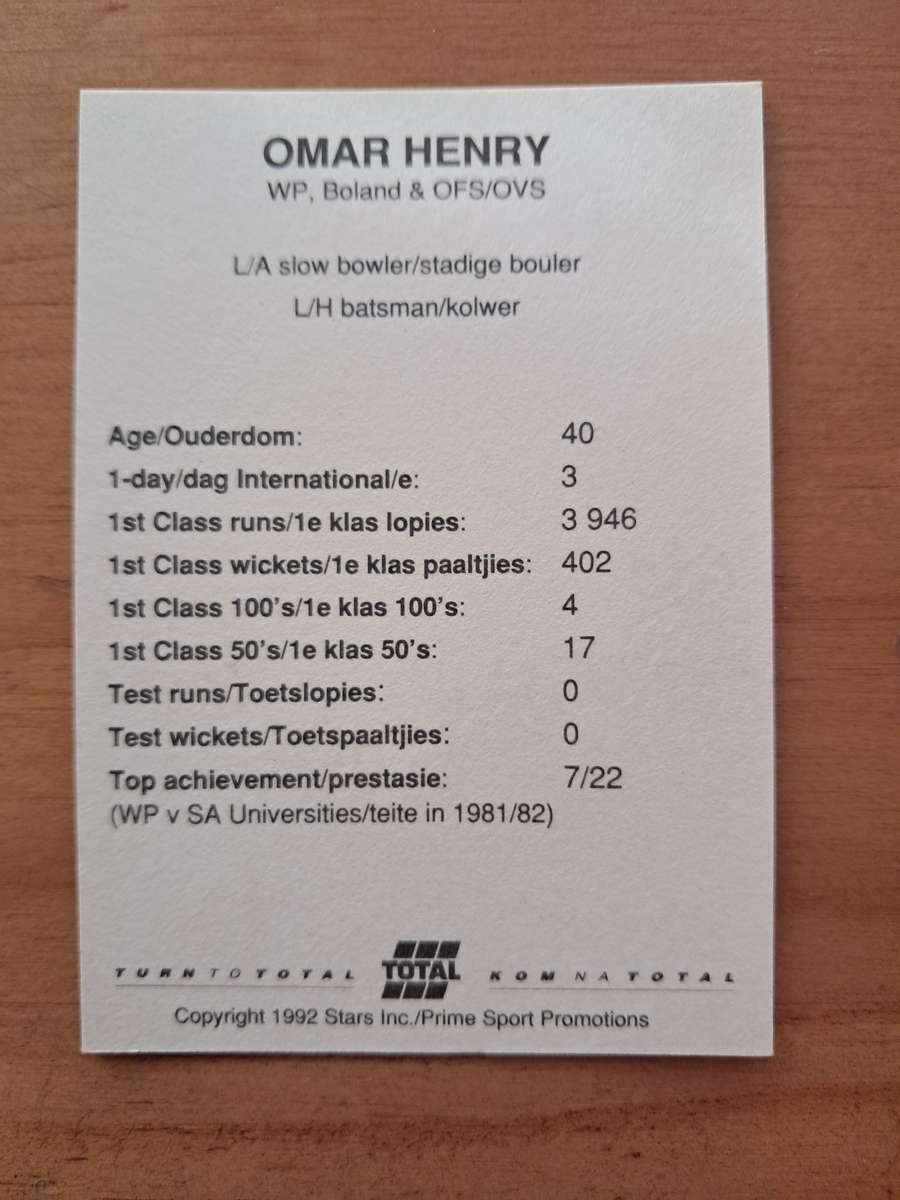 OMAR HENRY
WP, Boland & OFS/OVS
L/A slow bowler/stadige bouler
L/H batsman/kolwer
Age/Ouderdom: 40
1-day/dag International/e: 3
1st Class runs/1e klas lopies: 3 946
1st Class wickets/1e klas paaltjies: 402
1st Class 100's/1e klas 100's: 4
1st Class 50's/1e klas 50's: 17
Test runs/Toetslopies: 0
Test wickets/Toetspaaltjies: 0
Top achievement/prestasie: 7/22
(WP v SA Universities/teite in 1981/82)
TURN TO TOTAL TOTAL KOM NA TOTAL
Copyright 1992 Stars Inc./Prime Sport Promotions